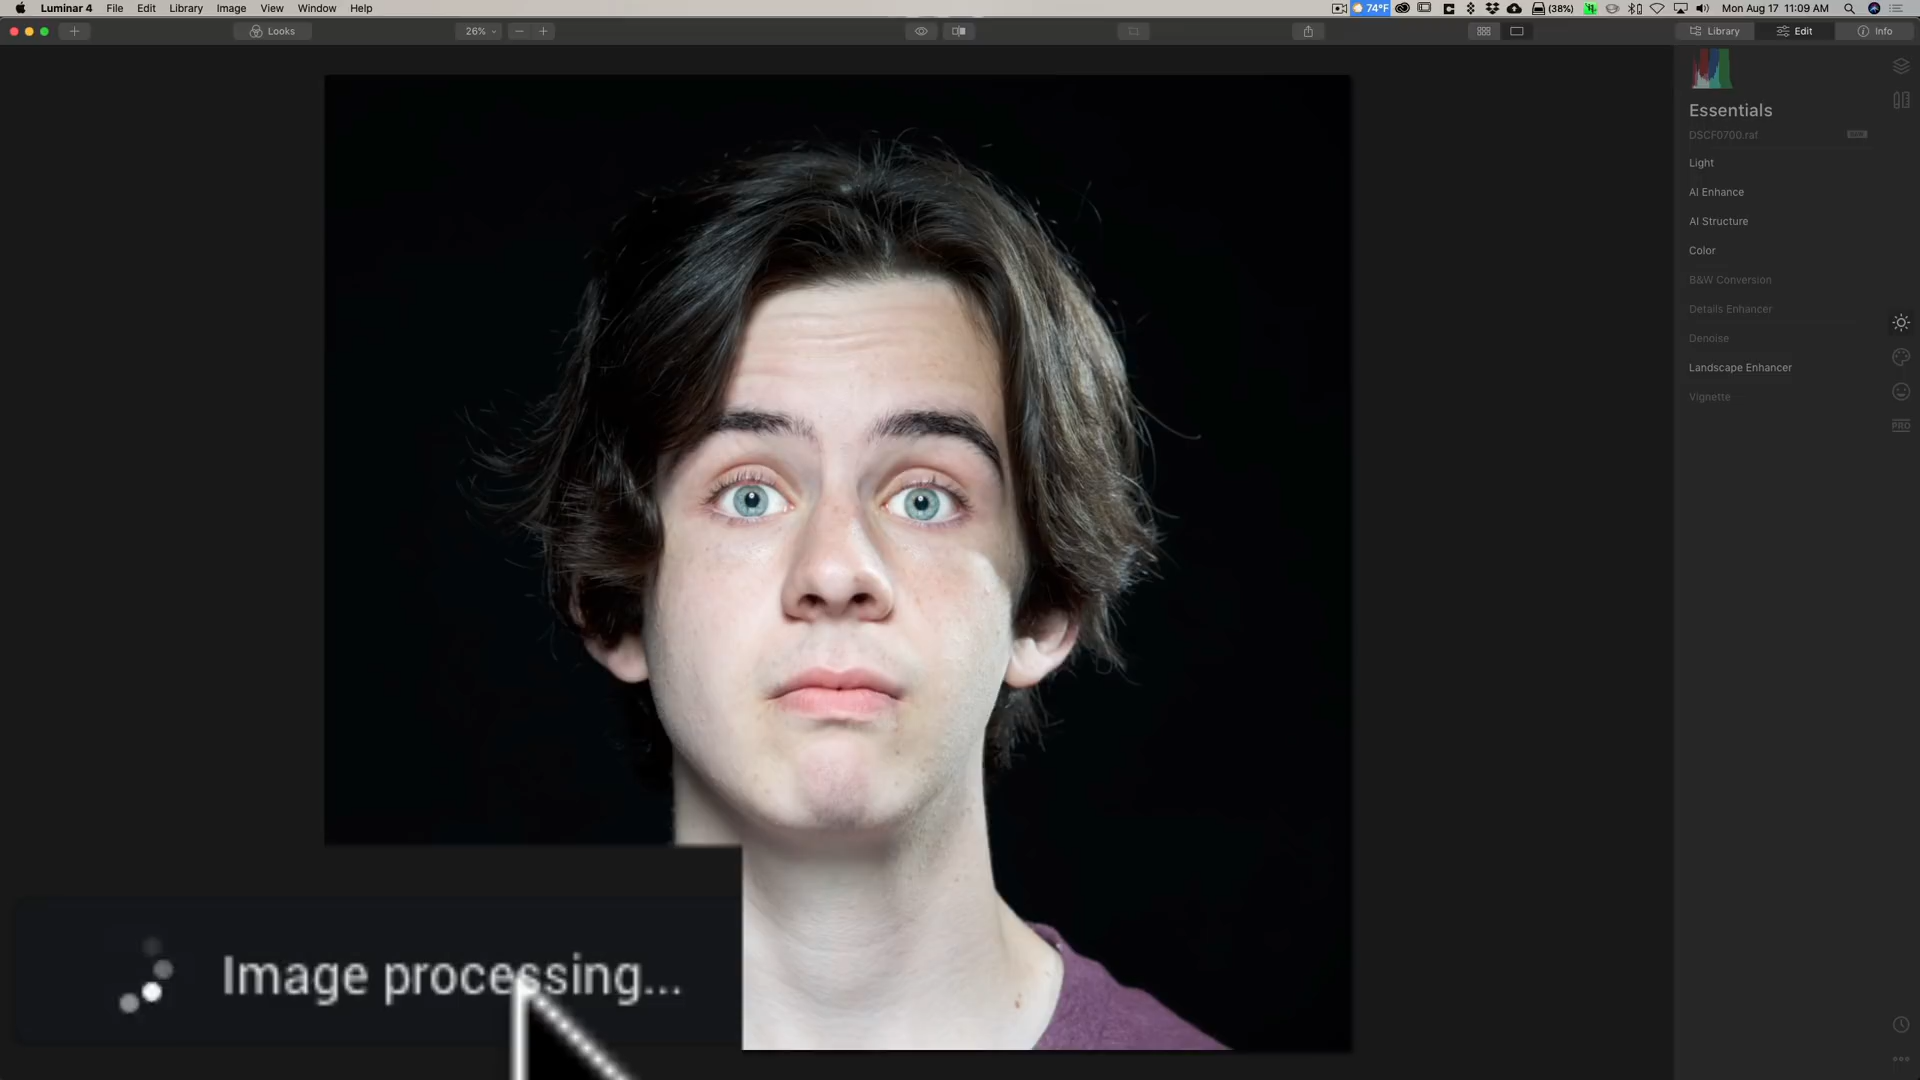 Luminar 4 File Edit Library Image View Window Help 74°F (38%) Mon Aug 17 11:09 AM
Looks 26% Library Edit Info
Essentials
DSCF0700.raf
Light
AI Enhance
AI Structure
Color
B&W Conversion
Details Enhancer
Denoise
Landscape Enhancer
Vignette
PRO
Image processing...